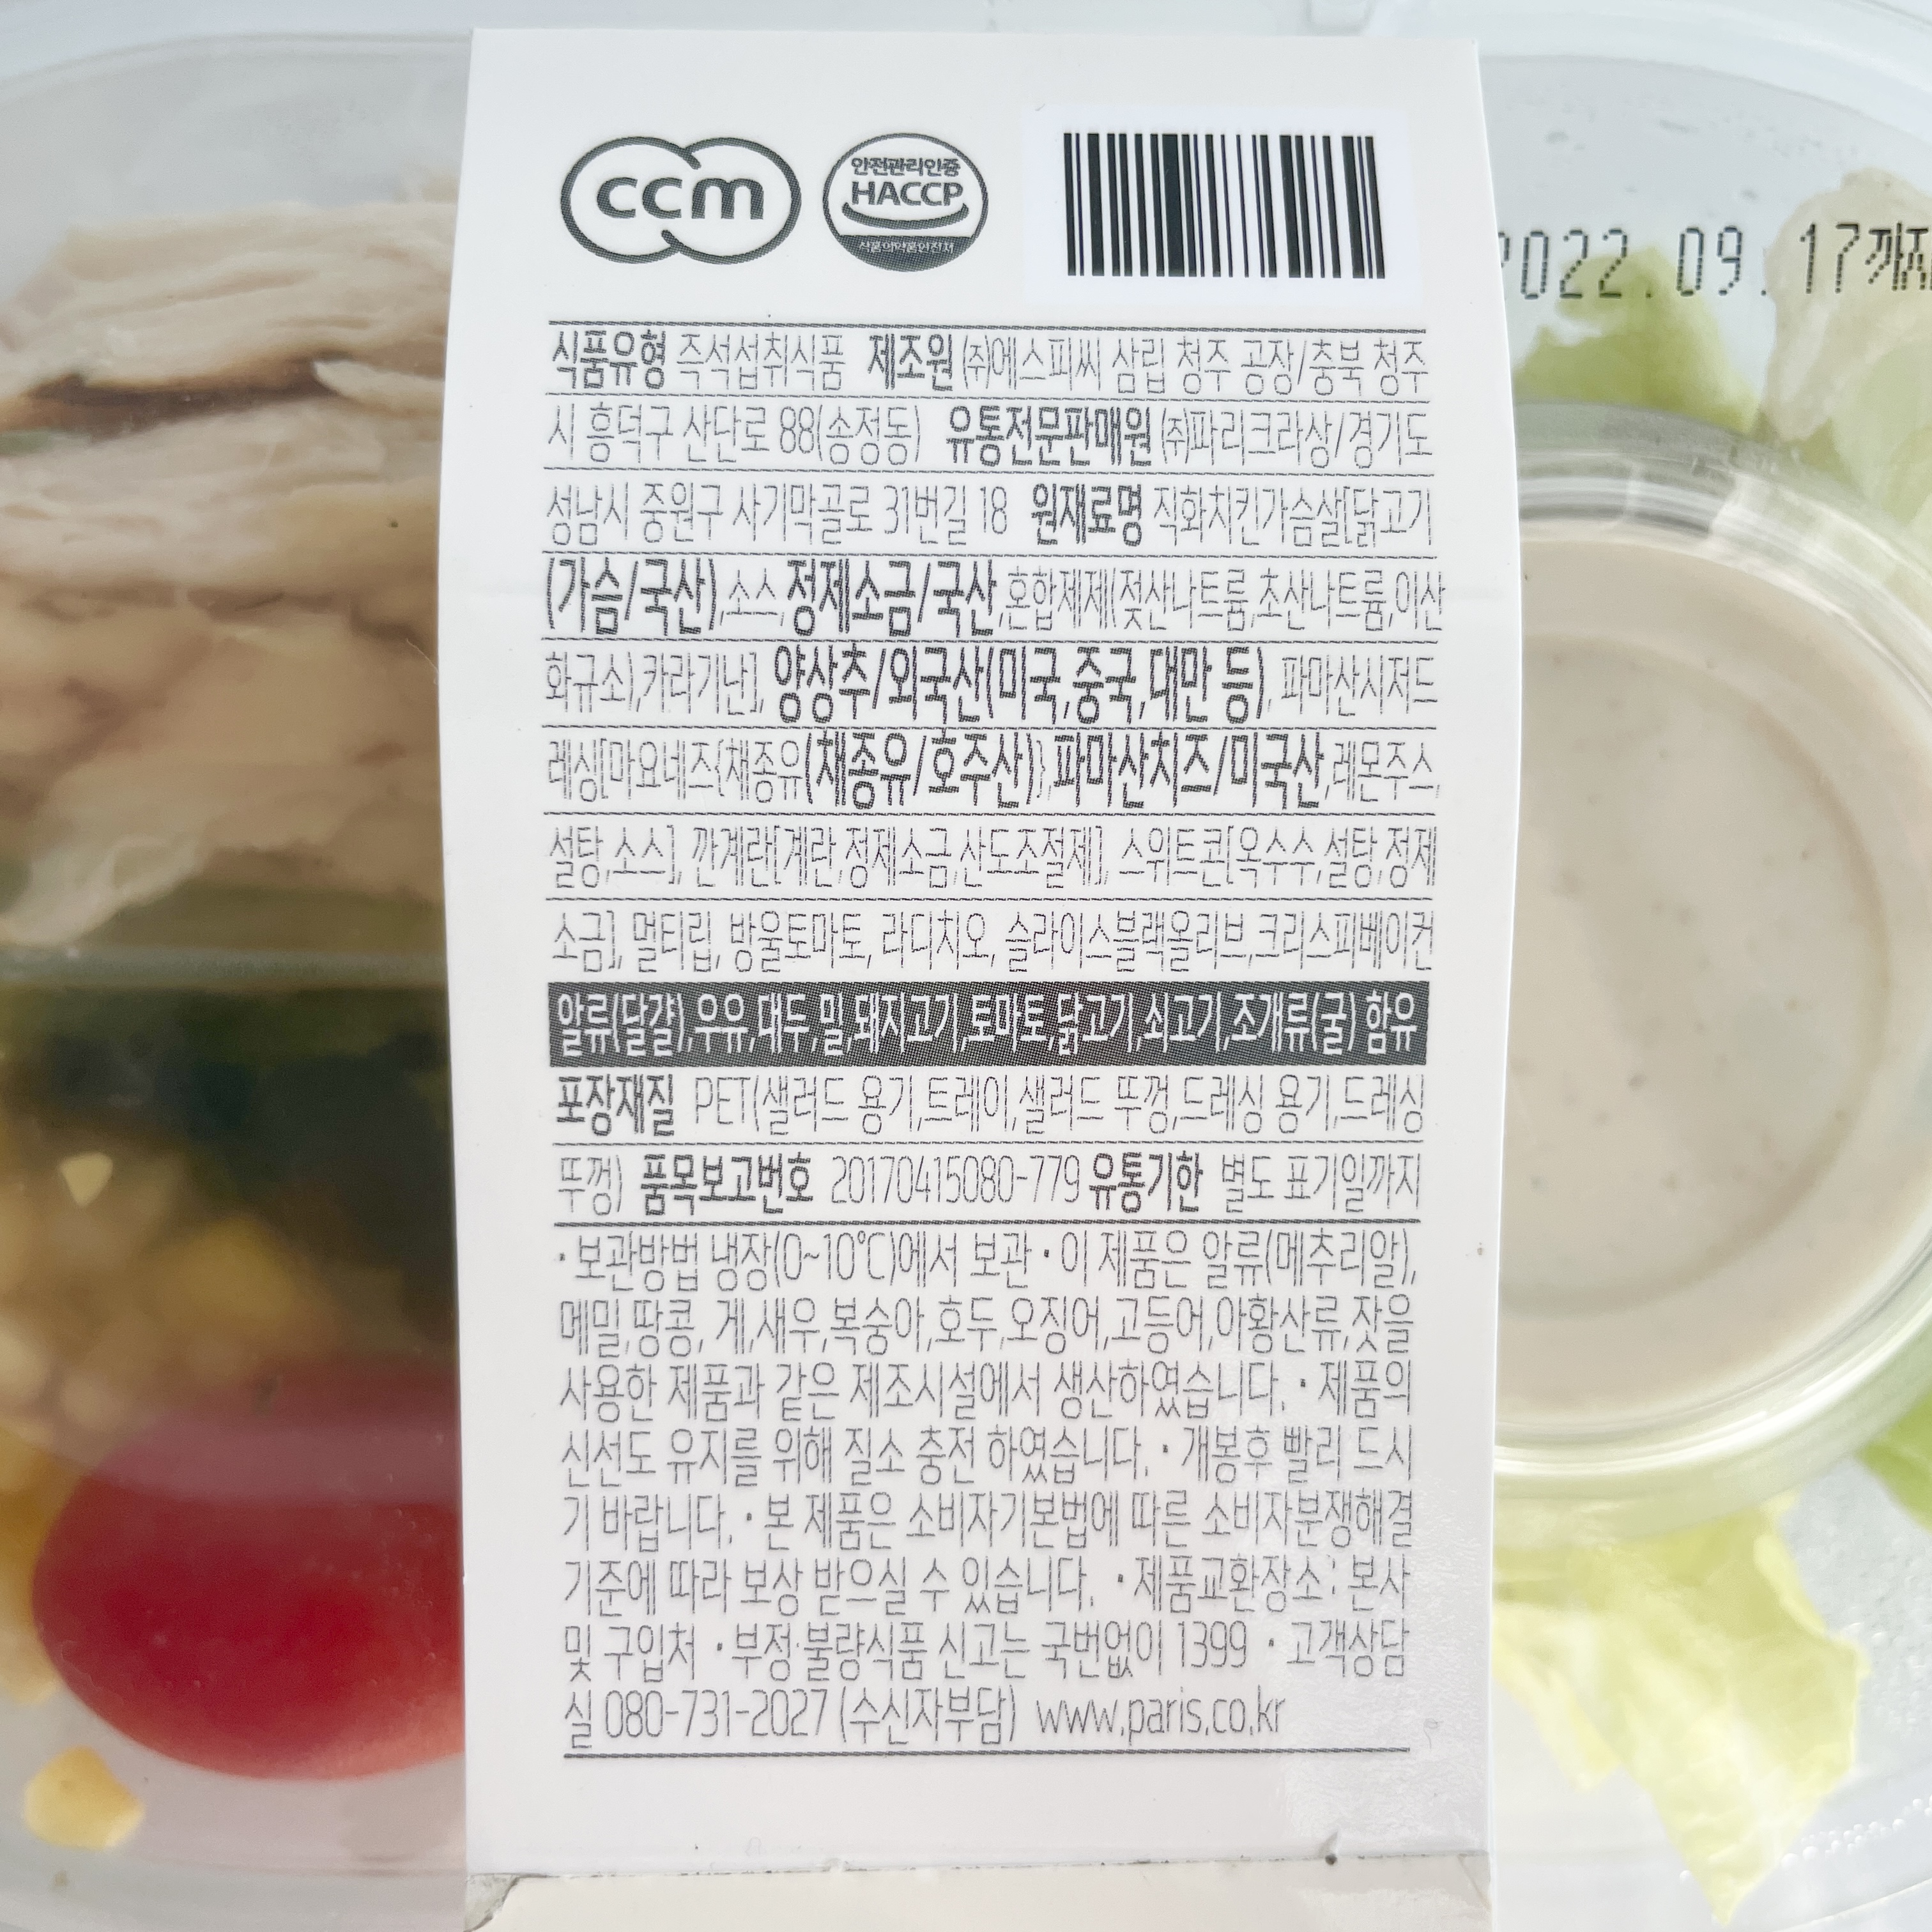 ccm
안전관리인증
HACCP
식품의약품안전처
2022.09.17까지
식품유형 즉석섭취식품 제조원 ㈜에스피씨 삼립 청주 공장/충북 청주
시 흥덕구 산단로 88(송정동) 유통전문판매원 ㈜파리크라상/경기도
성남시 중원구 사기막골로 31번길 18 원재료명 직화치킨가슴살[닭고기
(가슴/국산),소스,정제소금/국산,혼합제제(젖산나트륨,초산나트륨,이산
화규소),카라기난], 양상추/외국산(미국,중국,대만 등), 파마산시저드
레싱[마요네즈{채종유(채종유/호주산)},파마산치즈/미국산,레몬주스,
설탕,소스], 깐계란[계란,정제소금,산도조절제], 스위트콘[옥수수,설탕,정제
소금], 멀티립, 방울토마토, 라디치오, 슬라이스블랙올리브,크리스피베이컨
알류(달걀),우유,대두,밀,돼지고기,토마토,닭고기,쇠고기,조개류(굴) 함유
포장재질 PET(샐러드 용기,트레이,샐러드 뚜껑,드레싱 용기,드레싱
뚜껑) 품목보고번호 20170415080-779 유통기한 별도 표기일까지
·보관방법 냉장(0~10℃)에서 보관 · 이 제품은 알류(메추리알),
메밀,땅콩, 게,새우,복숭아,호두,오징어,고등어,아황산류,잣을
사용한 제품과 같은 제조시설에서 생산하였습니다. · 제품의
신선도 유지를 위해 질소 충전 하였습니다. · 개봉후 빨리 드시
기 바랍니다. · 본 제품은 소비자기본법에 따른 소비자분쟁해결
기준에 따라 보상 받으실 수 있습니다. · 제품교환장소: 본사
및 구입처 · 부정·불량식품 신고는 국번없이 1399 · 고객상담
실 080-731-2027 (수신자부담) www.paris.co.kr